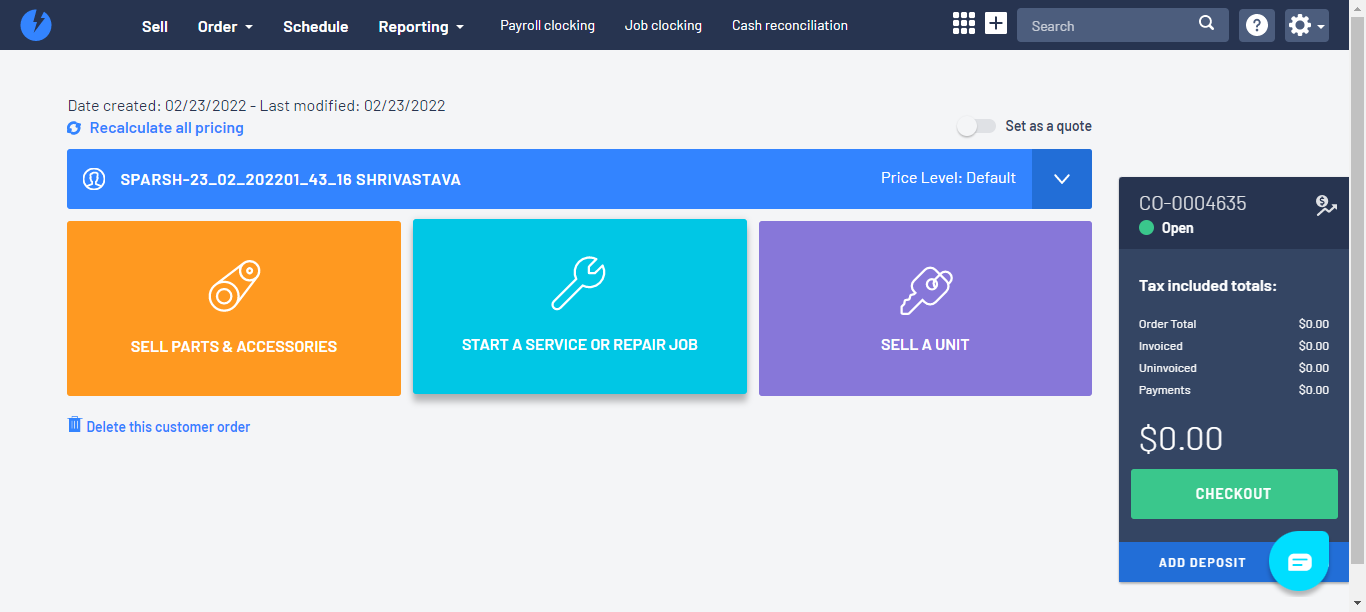 Sell Order Schedule Reporting Payroll clocking Job clocking Cash reconciliation Search
Date created: 02/23/2022 - Last modified: 02/23/2022
Recalculate all pricing
Set as a quote
SPARSH-23_02_202201_43_16 SHRIVASTAVA
Price Level: Default
SELL PARTS & ACCESSORIES
START A SERVICE OR REPAIR JOB
SELL A UNIT
Delete this customer order
CO-0004635
Open
Tax included totals:
Order Total $0.00
Invoiced $0.00
Uninvoiced $0.00
Payments $0.00
$0.00
CHECKOUT
ADD DEPOSIT